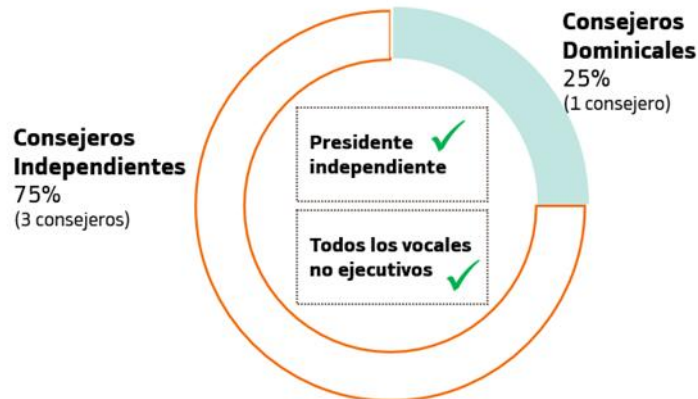 Consejeros
Dominicales
25%
(1 consejero)
Consejeros
Independientes
75%
(3 consejeros)
Presidente
independiente
Todos los vocales
no ejecutivos